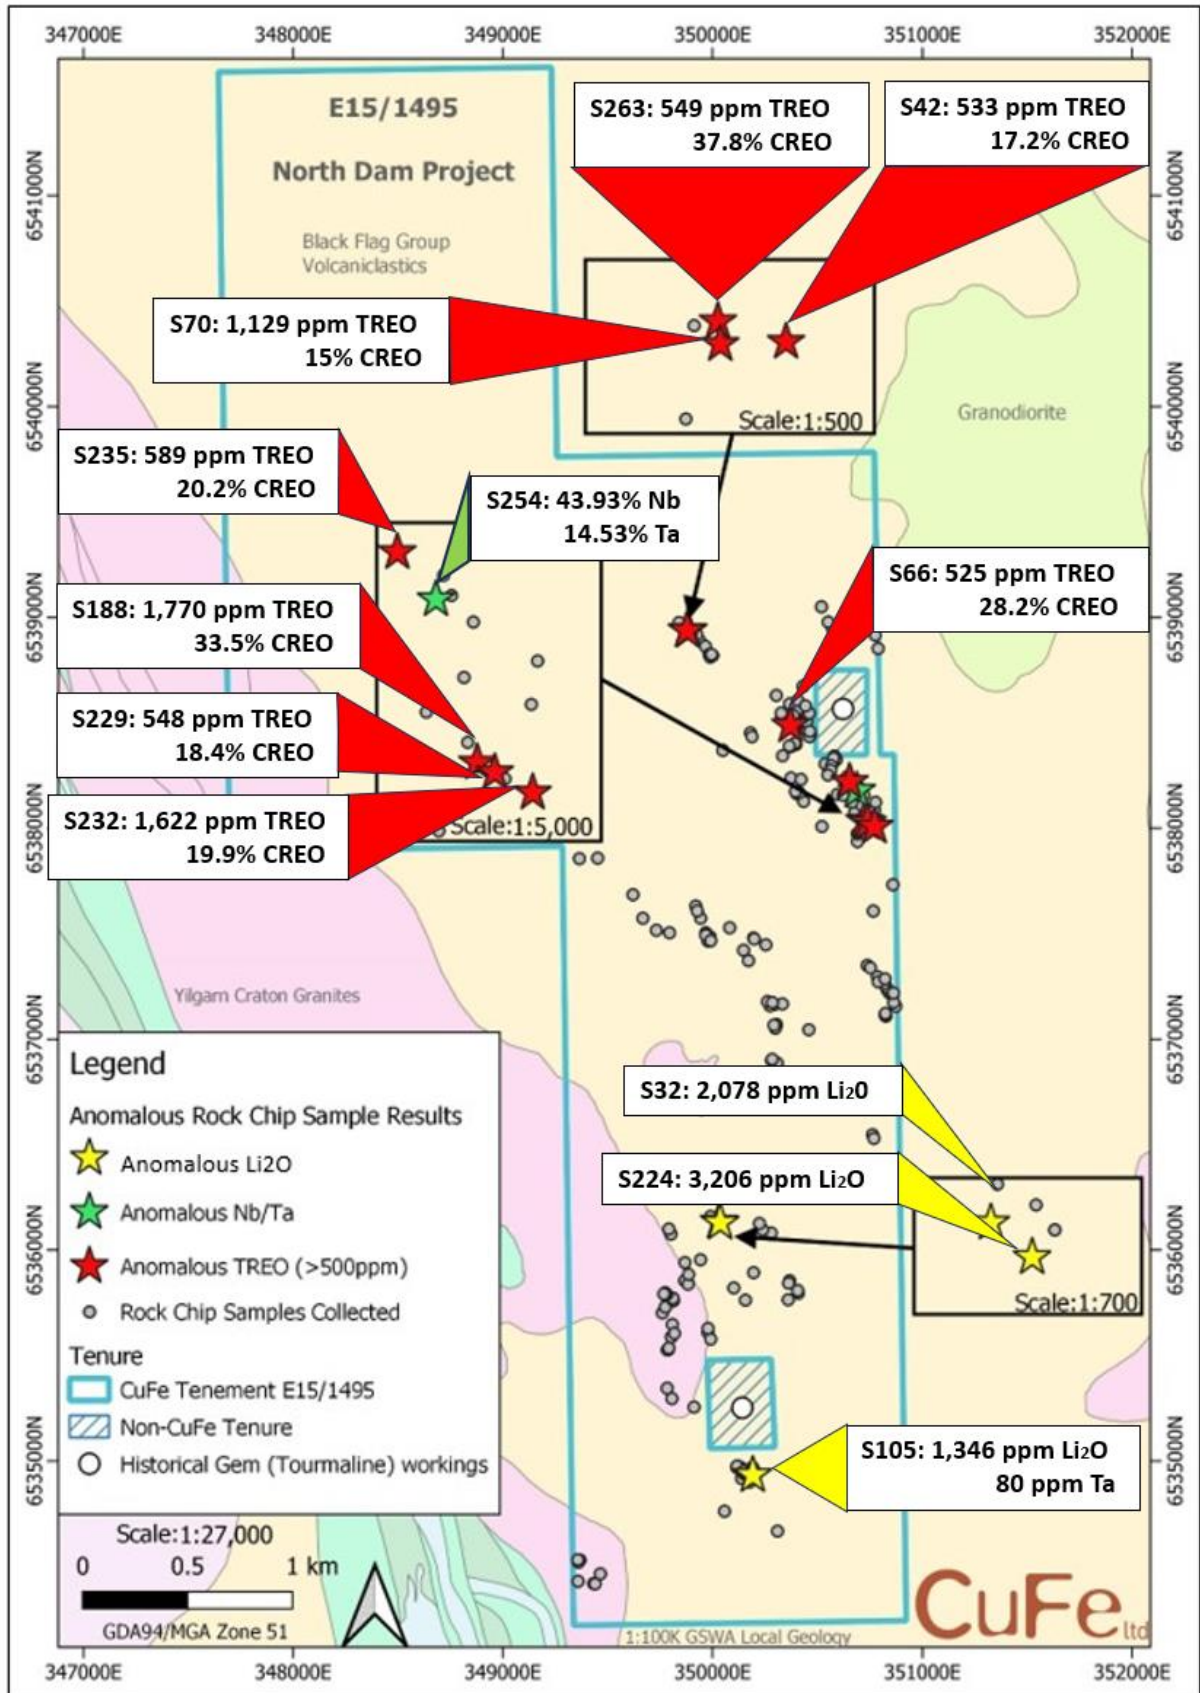 347000E 348000E 349000E 350000E 351000E 352000E
6541000N
6540000N
6539000N
6538000N
6537000N
6536000N
6535000N
6541000N
6540000N
6539000N
6538000N
6537000N
6536000N
6535000N
E15/1495
North Dam Project
Black Flag Group
Volcaniclastics
S263: 549 ppm TREO
37.8% CREO
S42: 533 ppm TREO
17.2% CREO
S70: 1,129 ppm TREO
15% CREO
Scale:1:500
Granodiorite
S235: 589 ppm TREO
20.2% CREO
S254: 43.93% Nb
14.53% Ta
S66: 525 ppm TREO
28.2% CREO
S188: 1,770 ppm TREO
33.5% CREO
S229: 548 ppm TREO
18.4% CREO
S232: 1,622 ppm TREO
19.9% CREO
Scale:1:5,000
Yilgarn Craton Granites
S32: 2,078 ppm Li₂0
S224: 3,206 ppm Li₂O
Scale:1:700
S105: 1,346 ppm Li₂O
80 ppm Ta
Legend
Anomalous Rock Chip Sample Results
Anomalous Li2O
Anomalous Nb/Ta
Anomalous TREO (>500ppm)
Rock Chip Samples Collected
Tenure
CuFe Tenement E15/1495
Non-CuFe Tenure
Historical Gem (Tourmaline) workings
Scale:1:27,000
0 0.5 1 km
GDA94/MGA Zone 51
1:100K GSWA Local Geology
CuFe ltd
347000E 348000E 349000E 350000E 351000E 352000E